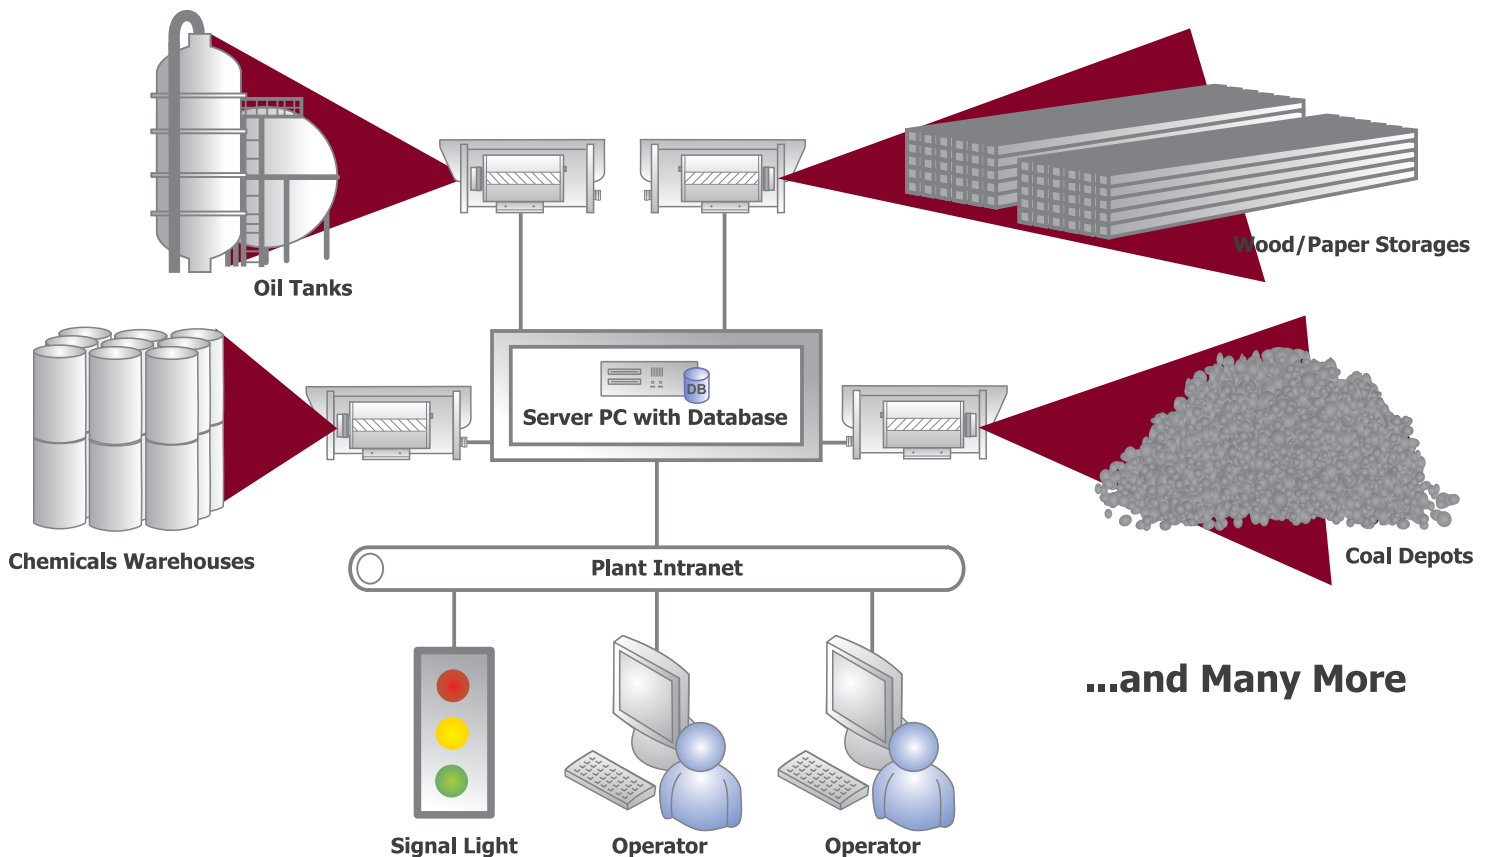 Oil Tanks
Wood/Paper Storages
DB
Server PC with Database
Chemicals Warehouses
Coal Depots
Plant Intranet
...and Many More
Signal Light
Operator
Operator